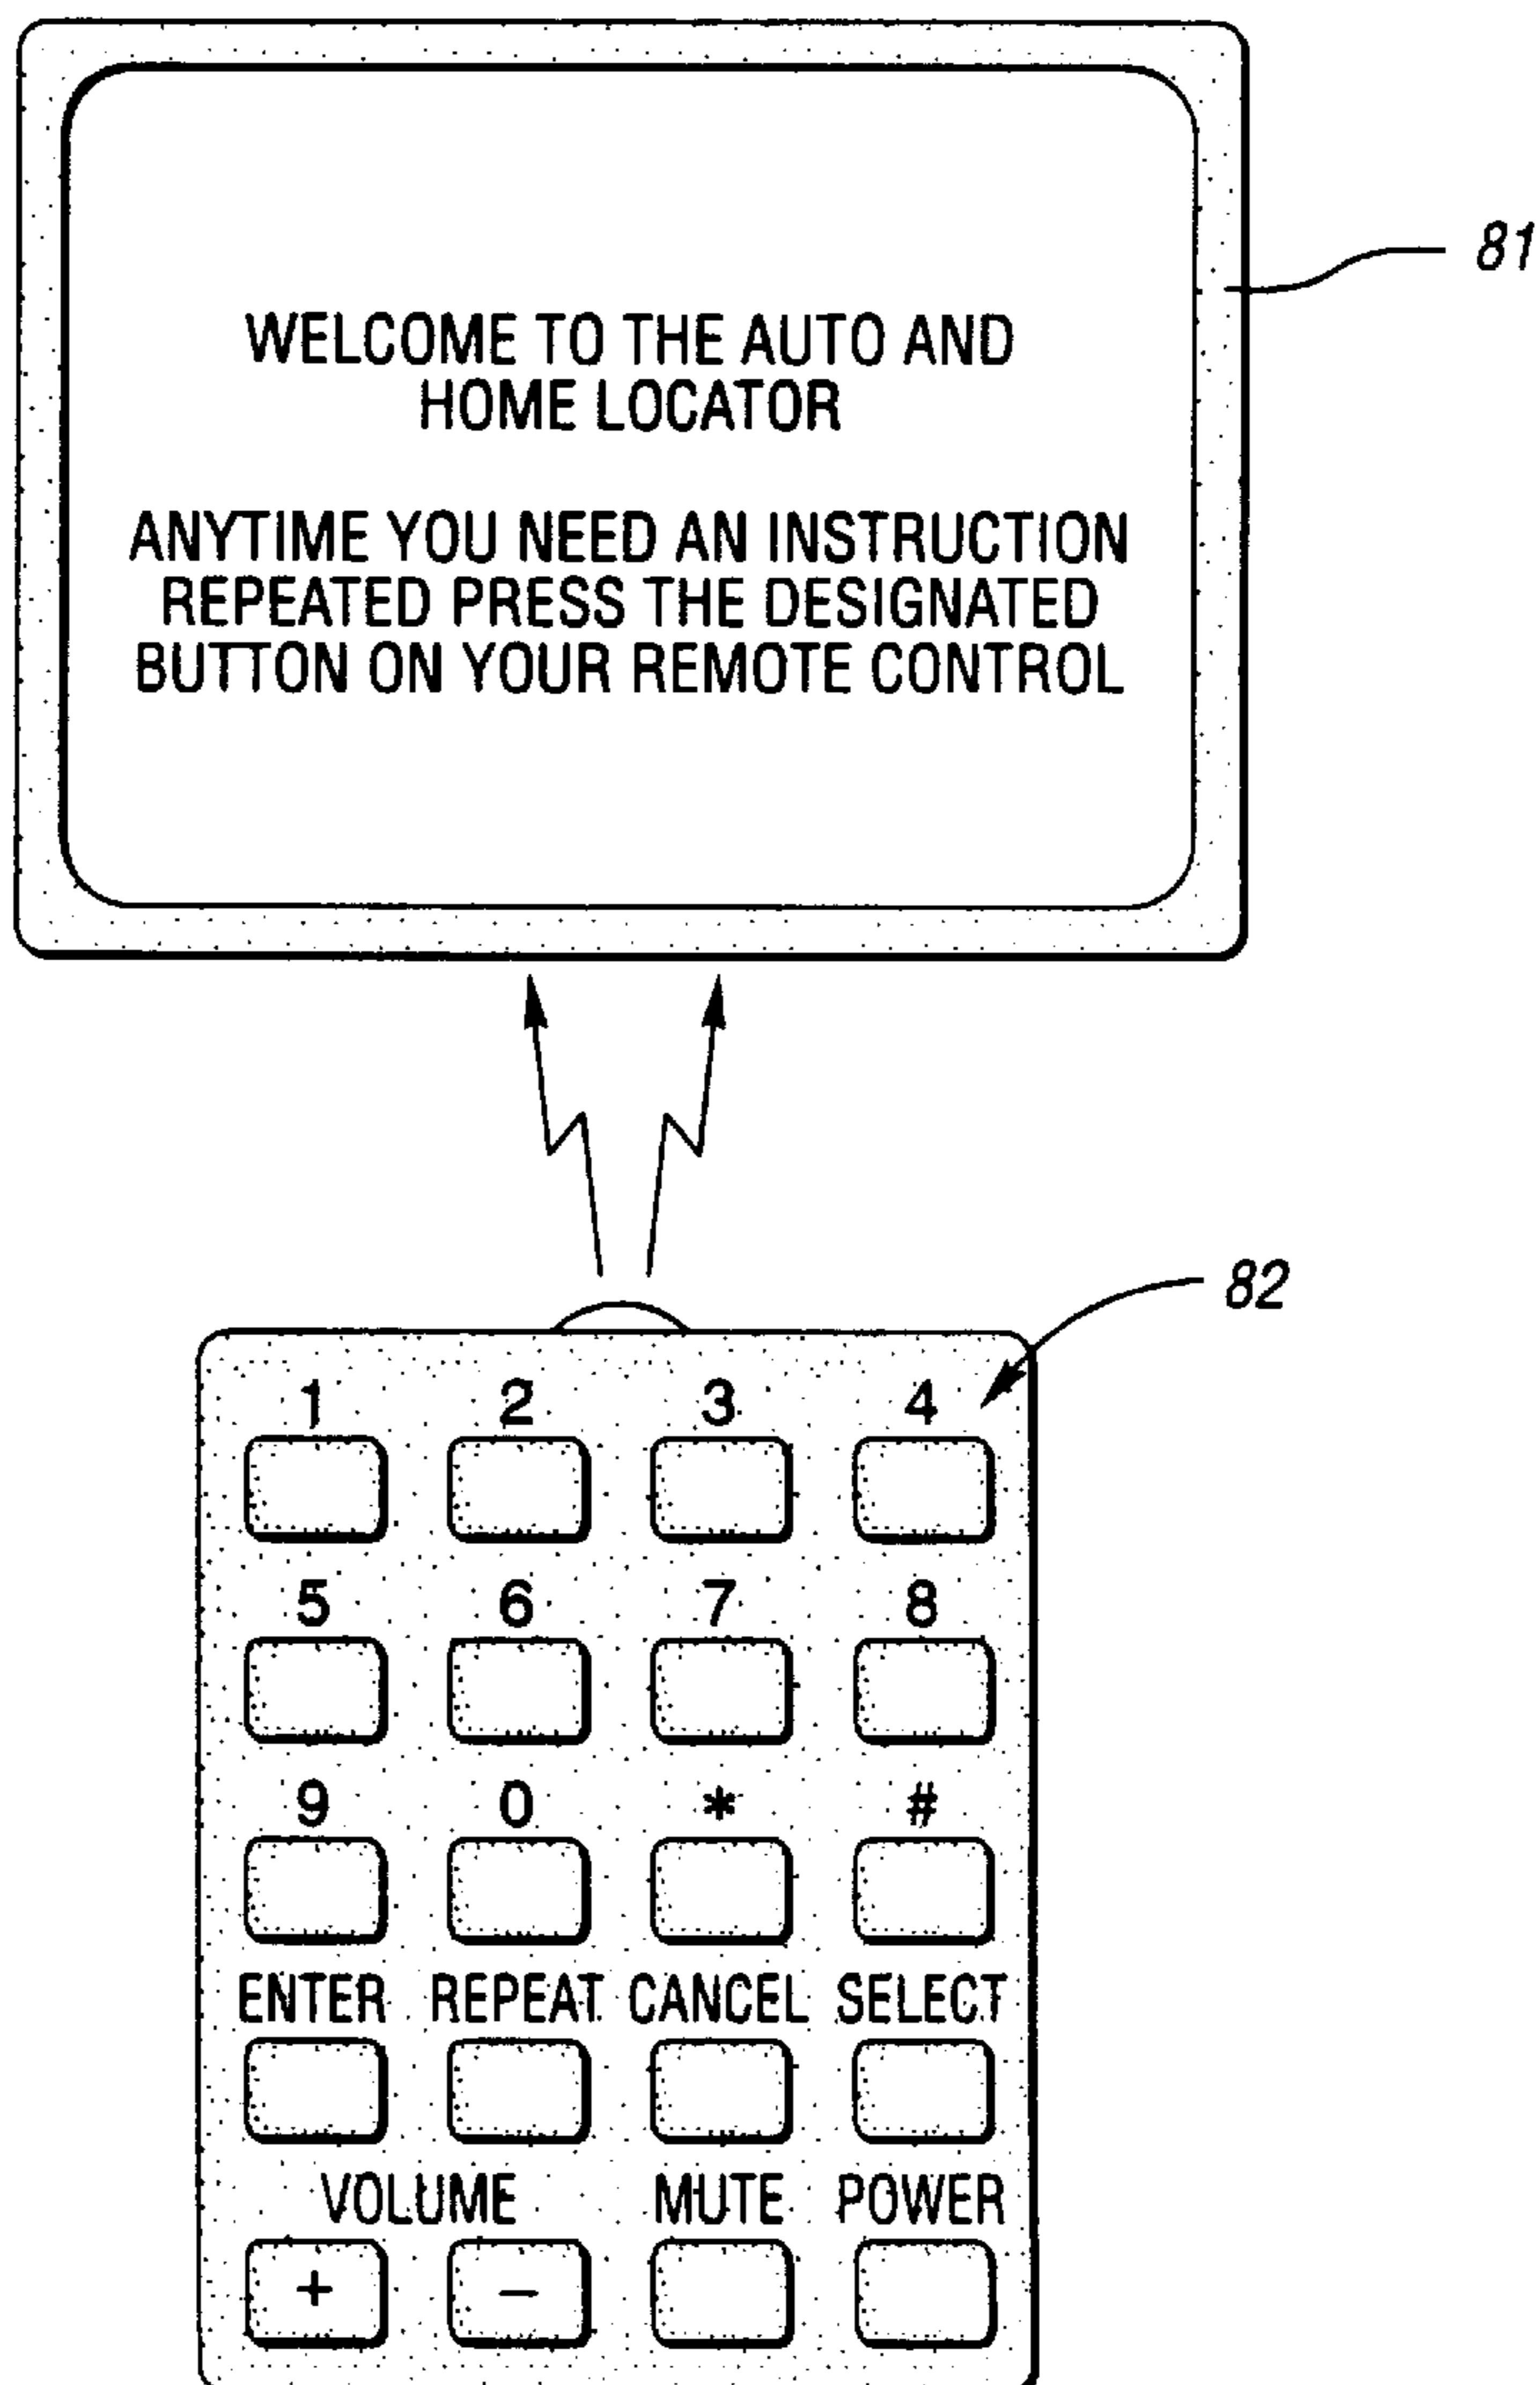 WELCOME TO THE AUTO AND
HOME LOCATOR
ANYTIME YOU NEED AN INSTRUCTION
REPEATED PRESS THE DESIGNATED
BUTTON ON YOUR REMOTE CONTROL
81
82
1 2 3 4
5 6 7 8
9 0 * #
ENTER REPEAT CANCEL SELECT
VOLUME MUTE POWER
+ −